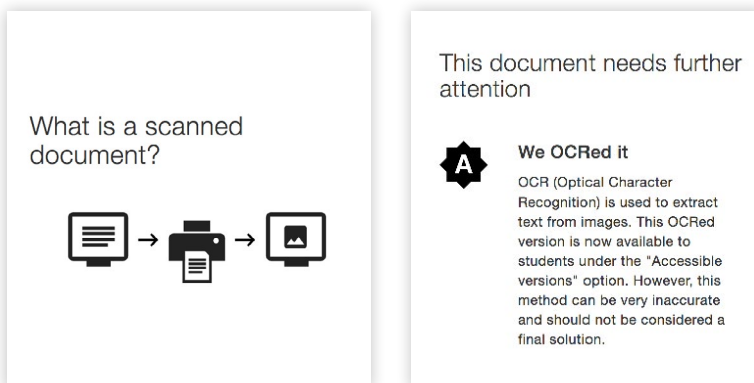 What is a scanned
document?
This document needs further
attention
A
We OCRed it
OCR (Optical Character
Recognition) is used to extract
text from images. This OCRed
version is now available to
students under the "Accessible
versions" option. However, this
method can be very inaccurate
and should not be considered a
final solution.